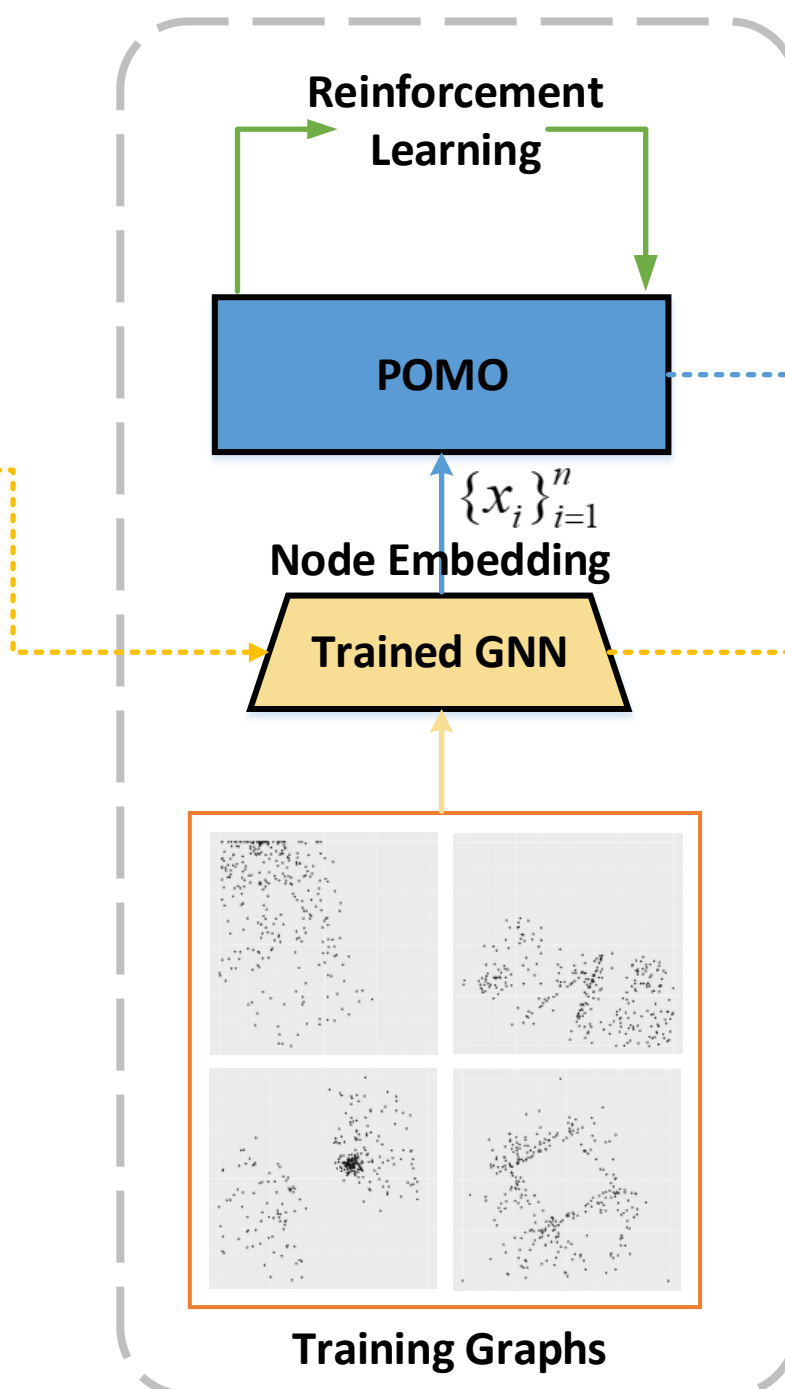 Reinforcement
Learning
POMO
{x_i}_{i=1}^n
Node Embedding
Trained GNN
Training Graphs